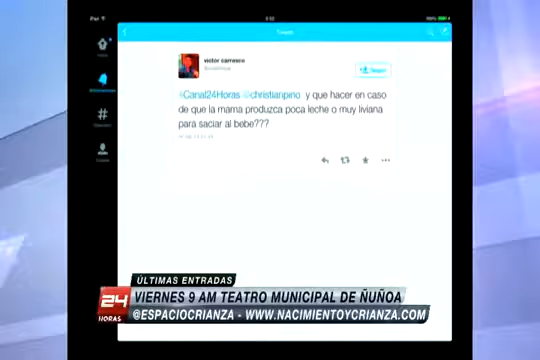 iPad
Tweet
victor carrasco
@Canal24Horas @christianpino y que hacer en caso
de que la mama produzca poca leche o muy liviana
para saciar al bebe???
ÚLTIMAS ENTRADAS
24
HORAS
VIERNES 9 AM TEATRO MUNICIPAL DE ÑUÑOA
@ESPACIOCRIANZA - WWW.NACIMIENTOYCRIANZA.COM